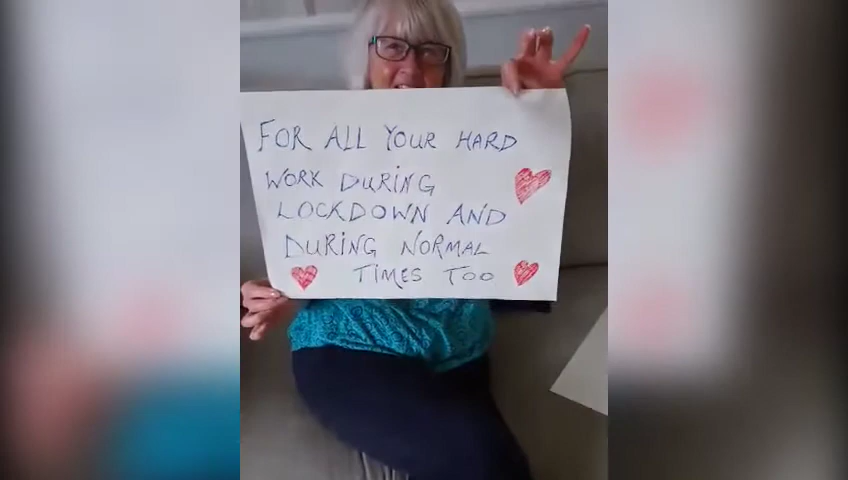 FOR ALL YOUR HARD
WORK DURING
LOCKDOWN AND
DURING NORMAL
TIMES TOO